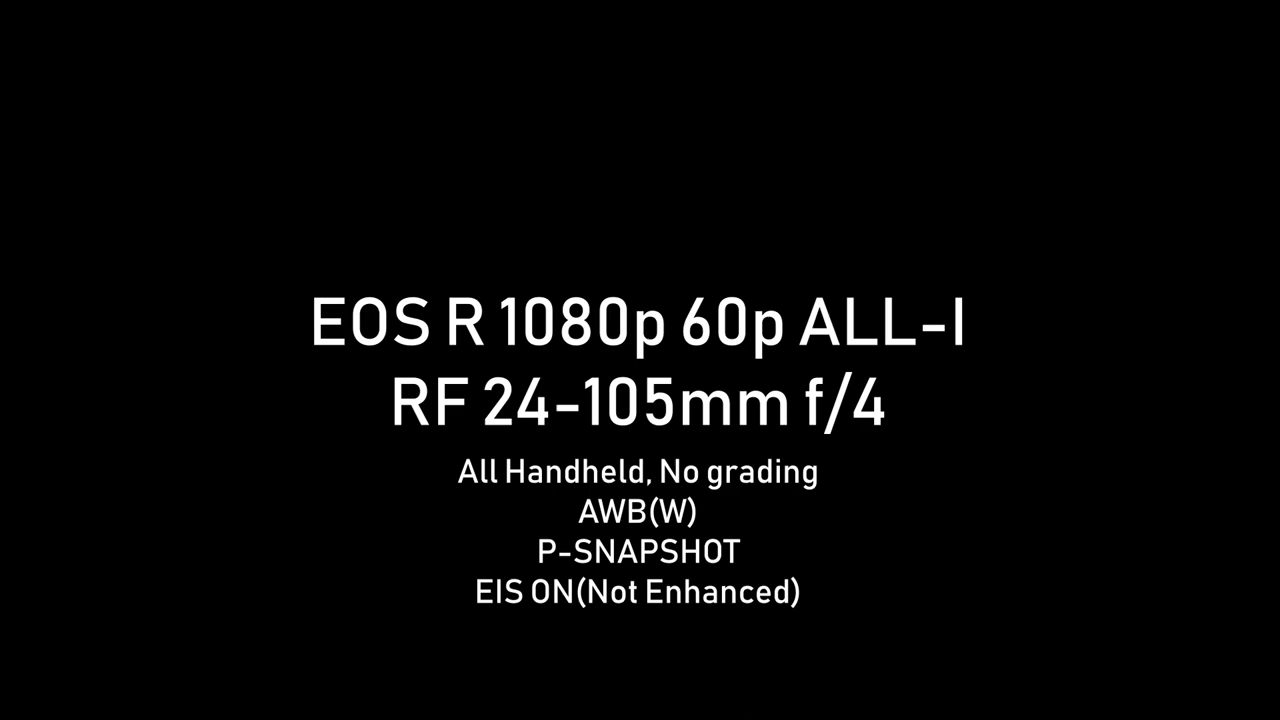 EOS R 1080p 60p ALL-I
RF 24-105mm f/4
All Handheld, No grading
AWB(W)
P-SNAPSHOT
EIS ON(Not Enhanced)